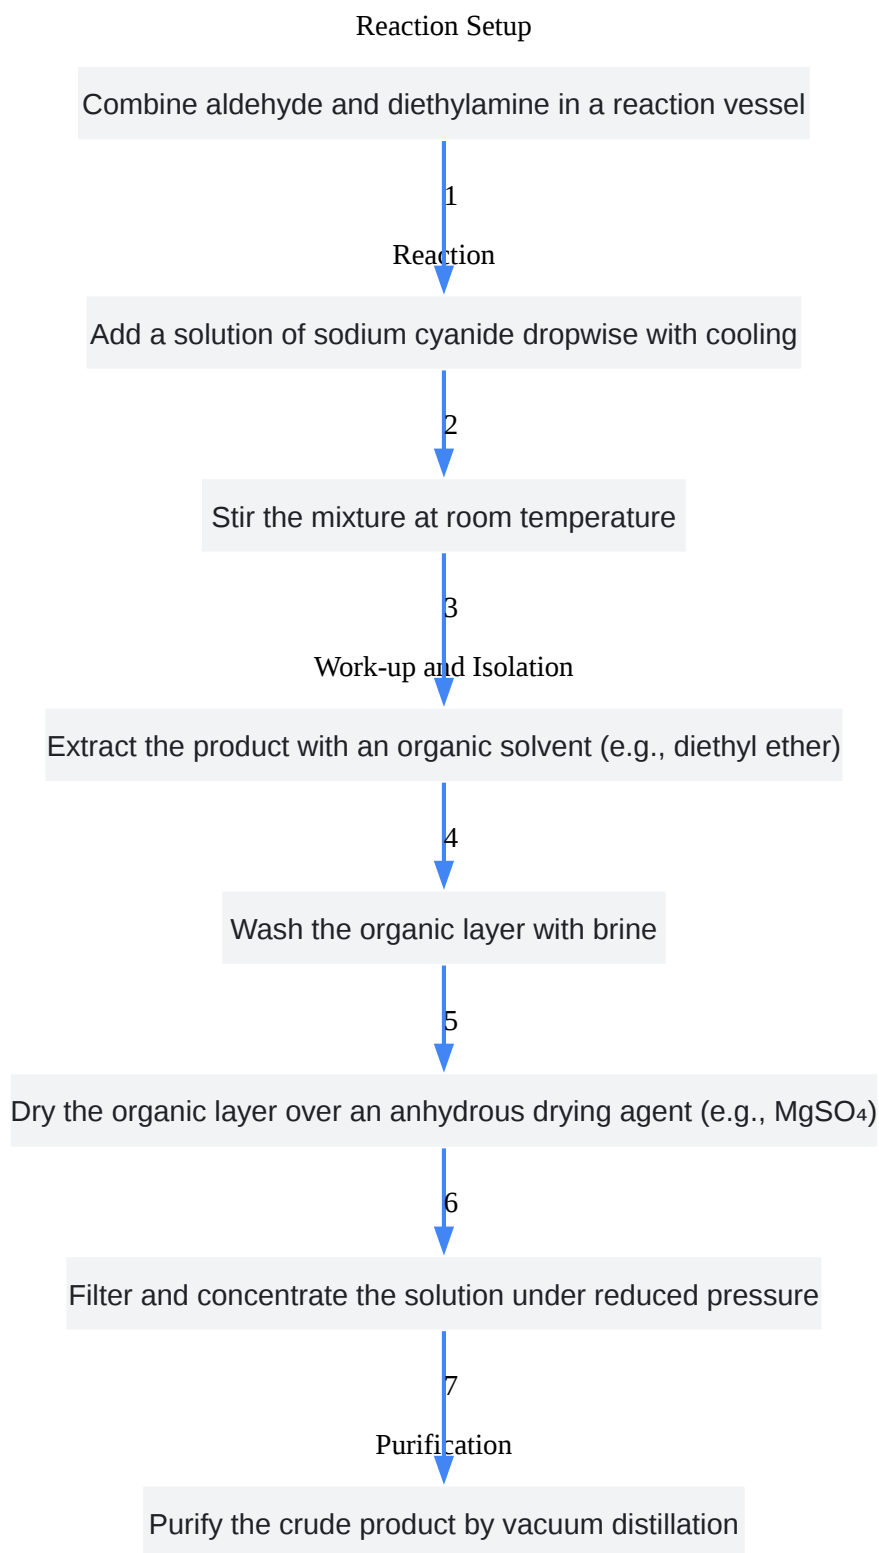 Reaction Setup
Combine aldehyde and diethylamine in a reaction vessel
1
Reaction
Add a solution of sodium cyanide dropwise with cooling
2
Stir the mixture at room temperature
3
Work-up and Isolation
Extract the product with an organic solvent (e.g., diethyl ether)
4
Wash the organic layer with brine
5
Dry the organic layer over an anhydrous drying agent (e.g., MgSO₄)
6
Filter and concentrate the solution under reduced pressure
7
Purification
Purify the crude product by vacuum distillation